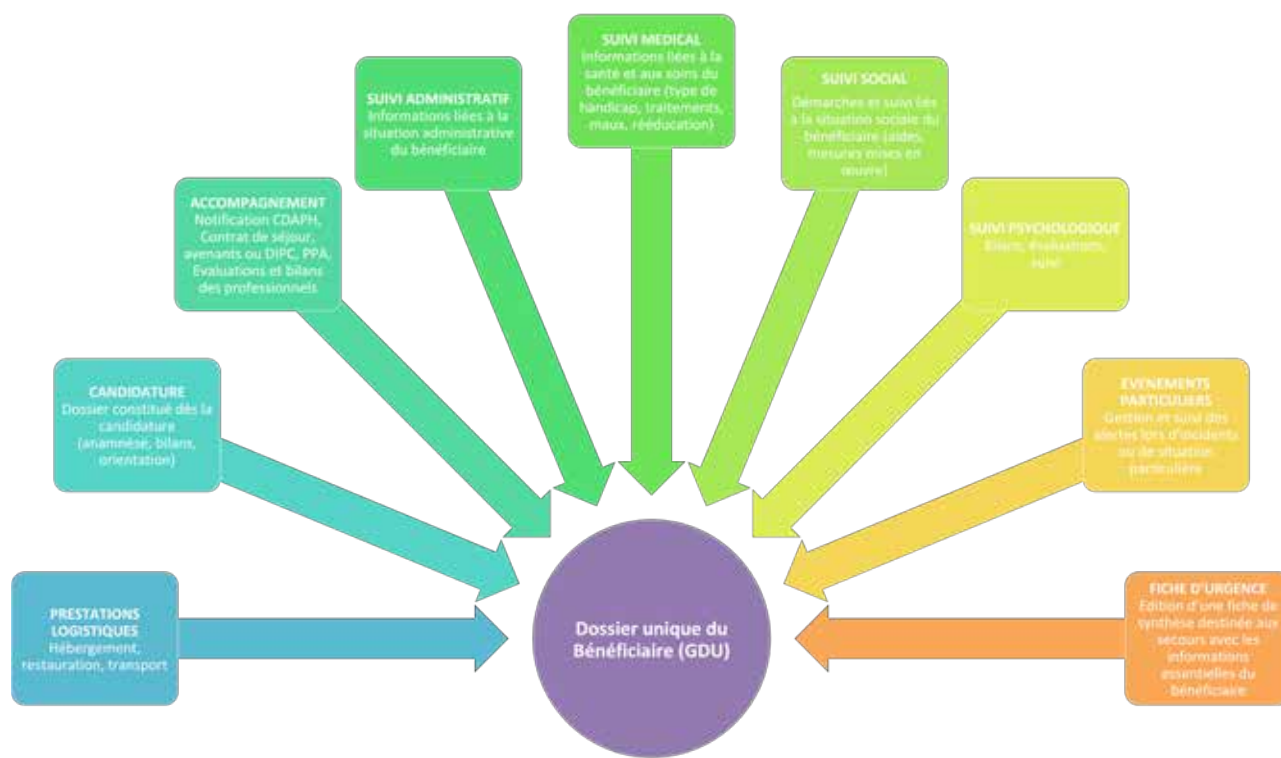 PRESTATIONS
LOGISTIQUES
Hébergement,
restauration, transport
CANDIDATURE
Dossier constitué dès la
candidature
(anamnèse, bilans,
orientation)
ACCOMPAGNEMENT
Notification CDAPH,
Contrat de séjour,
avenants ou DIPC, PPA,
Evaluations et bilans
des professionnels
SUIVI ADMINISTRATIF
Informations liées à la
situation administrative
du bénéficiaire
SUIVI MEDICAL
Informations liées à la
santé et aux soins du
bénéficiaire (type de
handicap, traitements,
maux, rééducation)
SUIVI SOCIAL
Démarches et suivi liés
à la situation sociale du
bénéficiaire (aides,
mesures mises en
œuvre)
SUIVI PSYCHOLOGIQUE
Bilans, évaluations,
suivi
EVENEMENTS
PARTICULIERS
Gestion et suivi des
alertes lors d'incidents
ou de situation
particulière
FICHE D'URGENCE
Edition d'une fiche de
synthèse destinée aux
secours avec les
informations
essentielles du
bénéficiaire
Dossier unique du
Bénéficiaire (GDU)